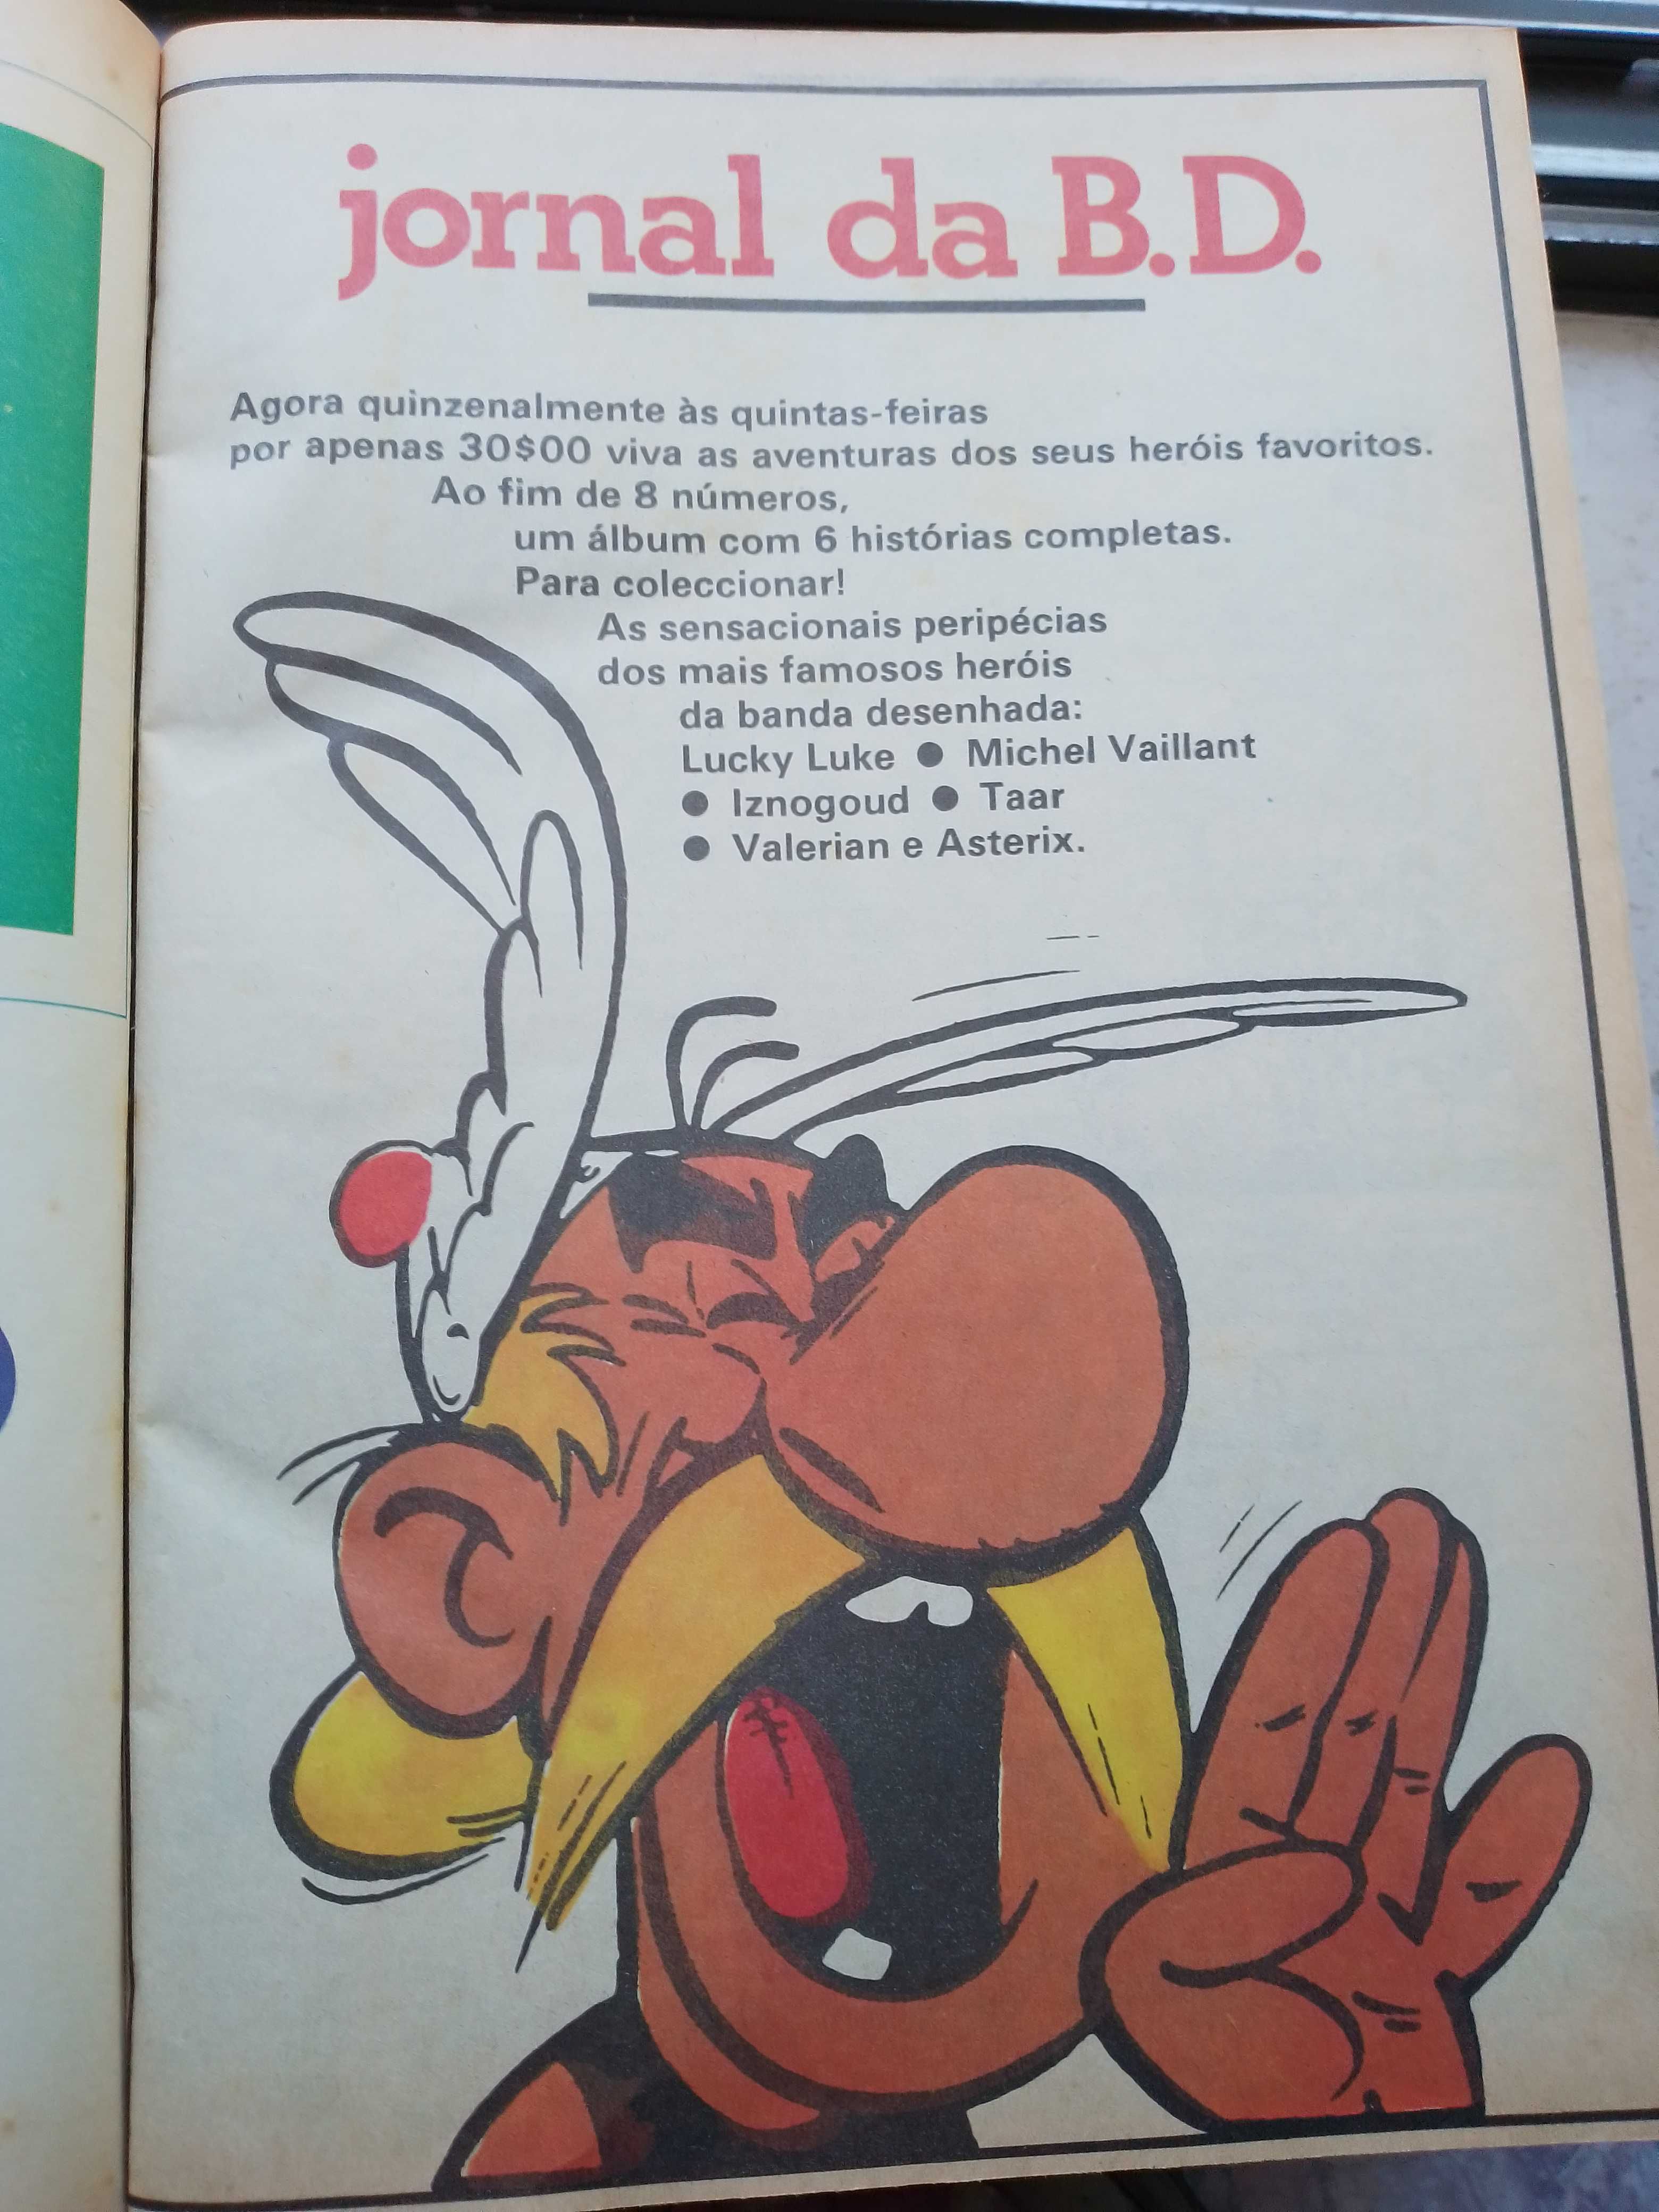 jornal da B.D.
Agora quinzenalmente às quintas-feiras
por apenas 30$00 viva as aventuras dos seus heróis favoritos.
Ao fim de 8 números,
um álbum com 6 histórias completas.
Para coleccionar!
As sensacionais peripécias
dos mais famosos heróis
da banda desenhada:
Lucky Luke ● Michel Vaillant
● Iznogoud ● Taar
● Valerian e Asterix.